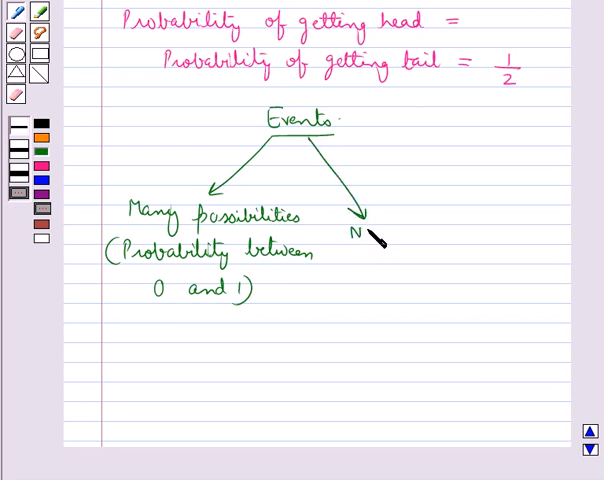 Probability of getting head =
Probability of getting tail = 1/2
Events.
Many possibilities
N
(Probability between
0 and 1)